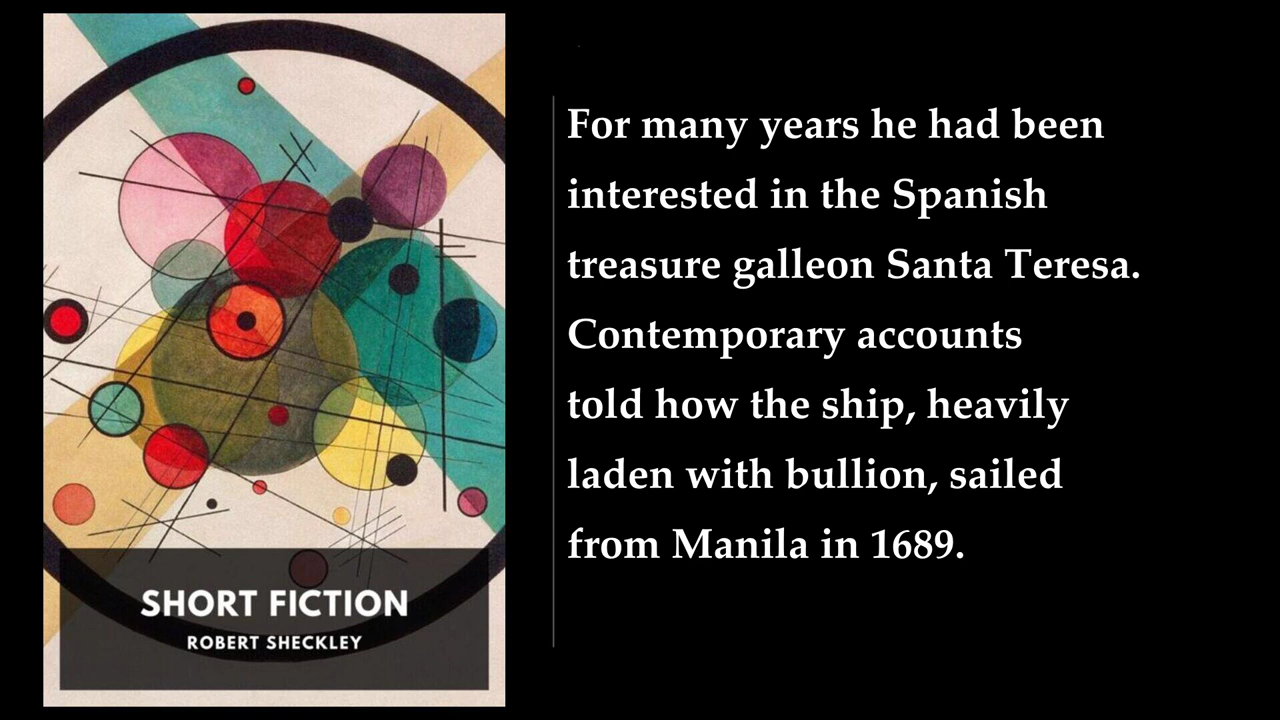 SHORT FICTION
ROBERT SHECKLEY
For many years he had been
interested in the Spanish
treasure galleon Santa Teresa.
Contemporary accounts
told how the ship, heavily
laden with bullion, sailed
from Manila in 1689.